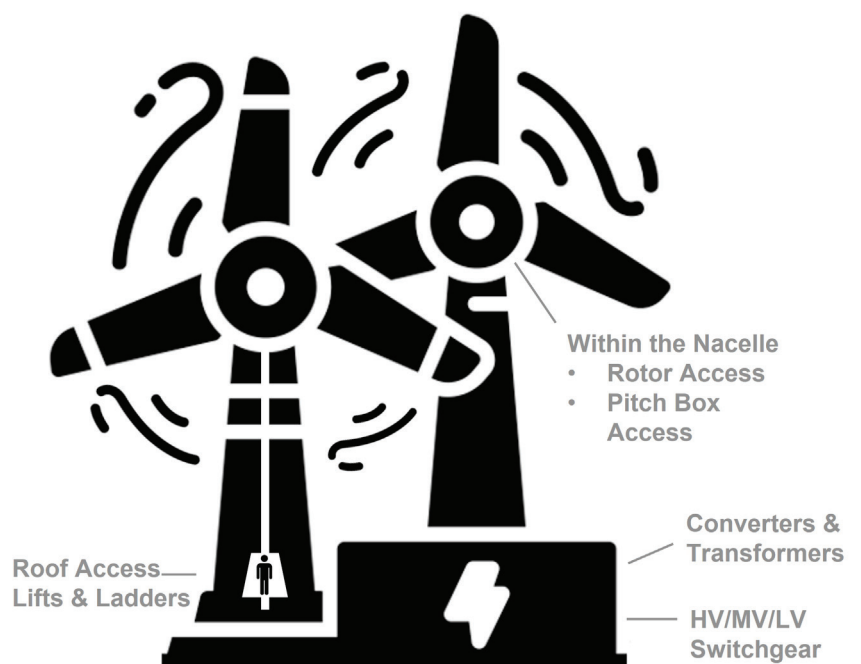 Within the Nacelle
• Rotor Access
• Pitch Box
Access
Converters &
Transformers
Roof Access
Lifts & Ladders
HV/MV/LV
Switchgear